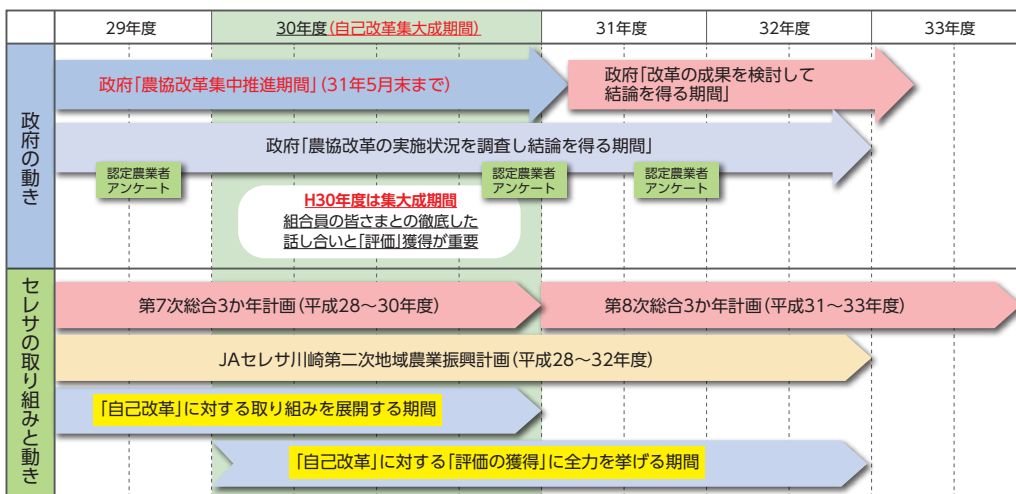 29年度
30年度(自己改革集大成期間)
31年度
32年度
33年度
政府の動き
政府「農協改革集中推進期間」(31年5月末まで)
政府「改革の成果を検討して
結論を得る期間」
政府「農協改革の実施状況を調査し結論を得る期間」
認定農業者
アンケート
認定農業者
アンケート
認定農業者
アンケート
H30年度は集大成期間
組合員の皆さまとの徹底した
話し合いと「評価」獲得が重要
セレサの取り組みと動き
第7次総合3か年計画(平成28～30年度)
第8次総合3か年計画(平成31～33年度)
JAセレサ川崎第二次地域農業振興計画(平成28～32年度)
「自己改革」に対する取り組みを展開する期間
「自己改革」に対する「評価の獲得」に全力を挙げる期間